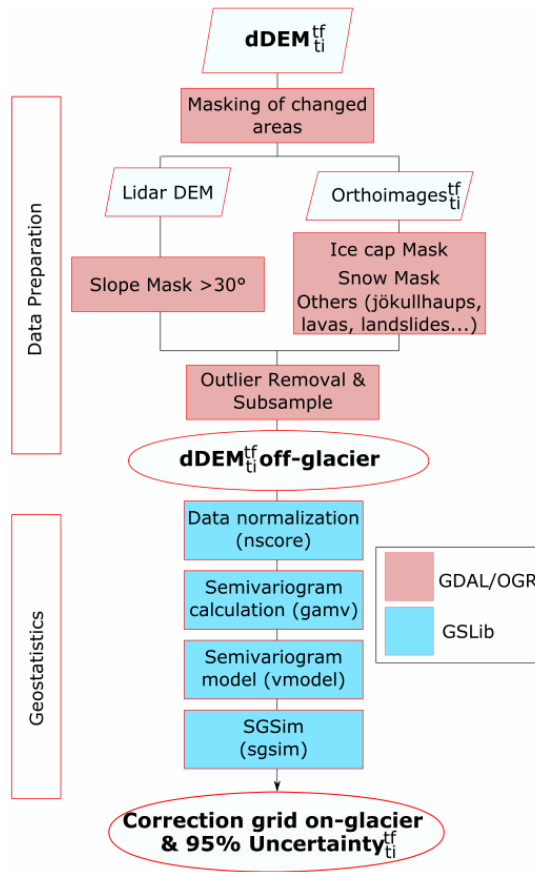 dDEM tf ti
Masking of changed
areas
Lidar DEM
Orthoimages tf ti
Slope Mask >30°
Ice cap Mask
Snow Mask
Others (jökullhaups,
lavas, landslides...)
Outlier Removal &
Subsample
dDEM tf ti off-glacier
Data Preparation
Data normalization
(nscore)
Semivariogram
calculation (gamv)
Semivariogram
model (vmodel)
SGSim
(sgsim)
Geostatistics
GDAL/OGR
GSLib
Correction grid on-glacier
& 95% Uncertainty tf ti